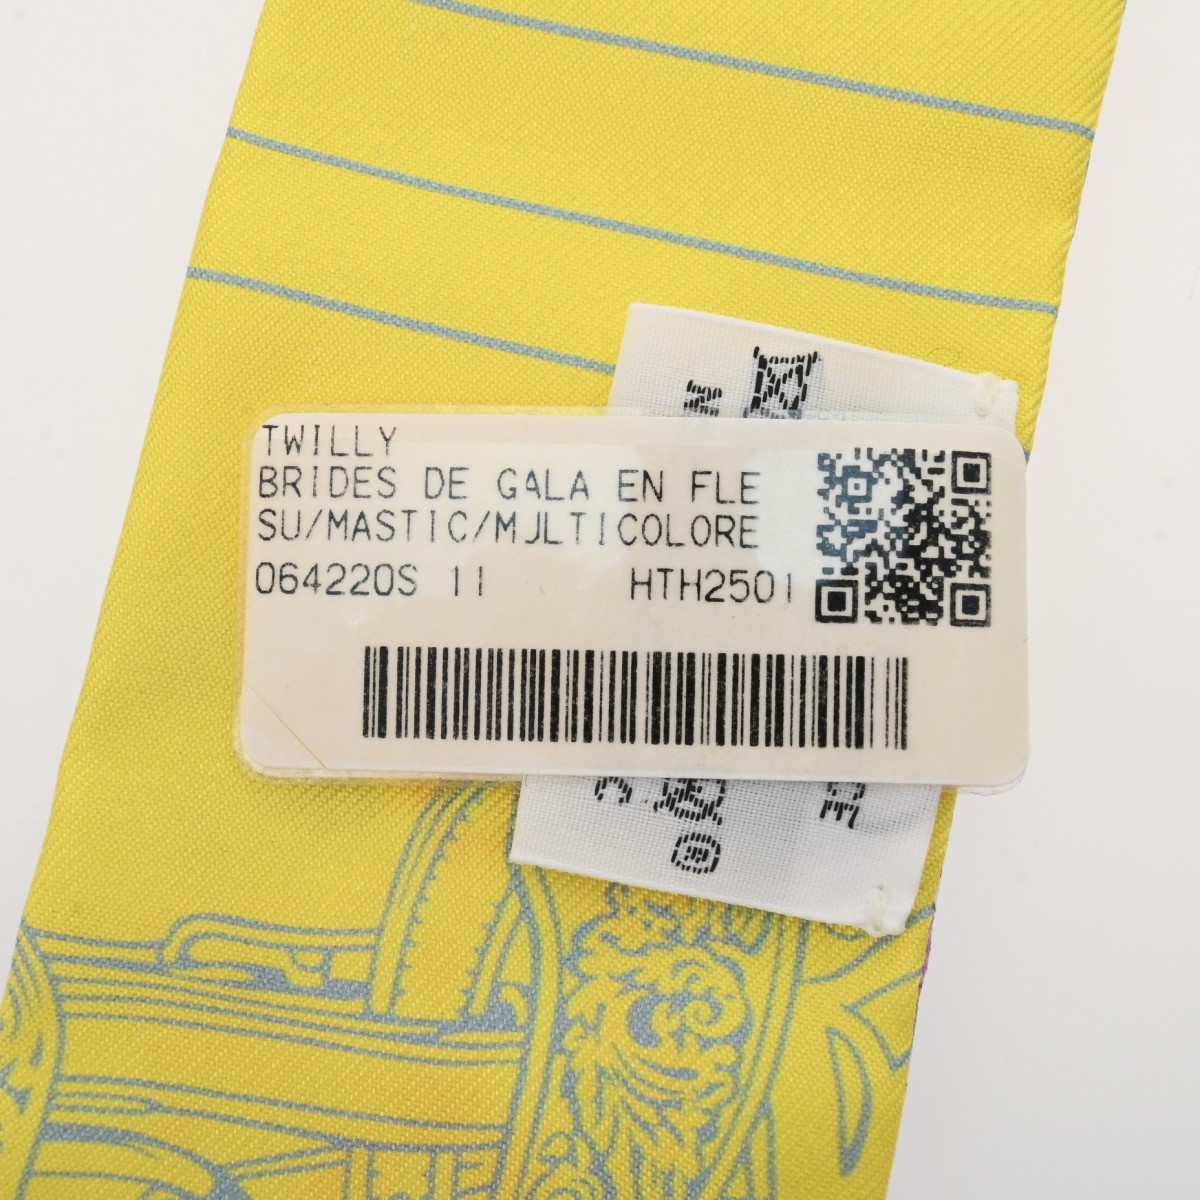 TWILLY
BRIDES DE GALA EN FLE
SU/MASTIC/MULTICOLORE
064220S 11 HTH2501